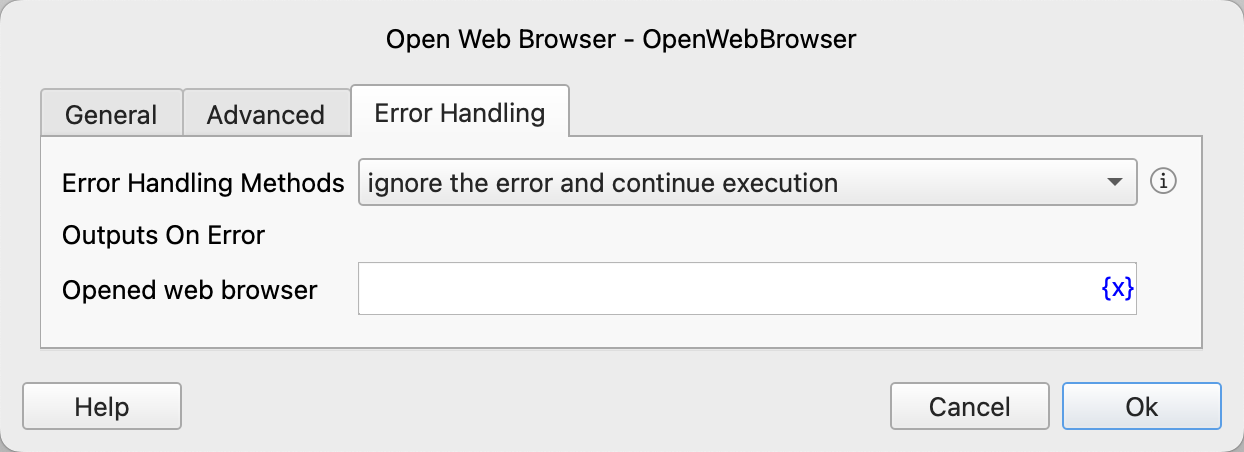 Open Web Browser - OpenWebBrowser
General Advanced Error Handling
Error Handling Methods ignore the error and continue execution i
Outputs On Error
Opened web browser {x}
Help Cancel Ok